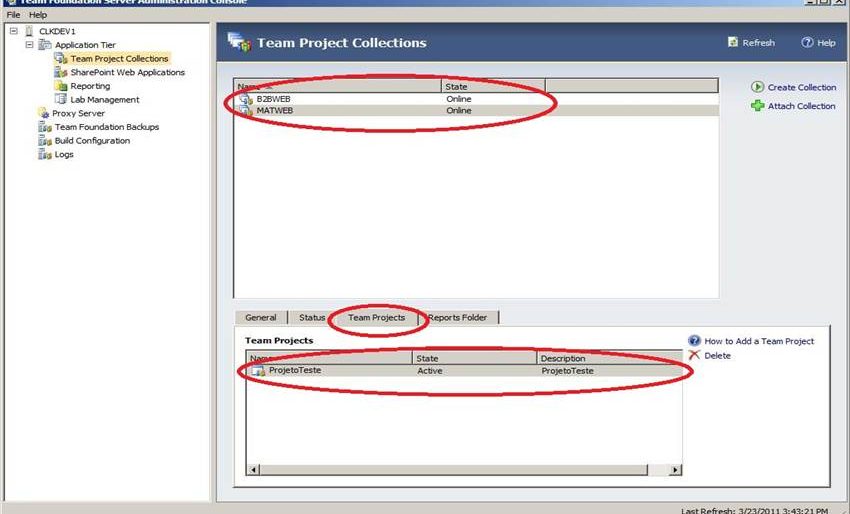 Team Foundation Server Administration Console
File Help
CLKDEV1
Application Tier
Team Project Collections
SharePoint Web Applications
Reporting
Lab Management
Proxy Server
Team Foundation Backups
Build Configuration
Logs
Team Project Collections
Refresh Help
Name State
B2BWEB Online
MATWEB Online
Create Collection
Attach Collection
General Status Team Projects Reports Folder
Team Projects
Name State Description
ProjetoTeste Active ProjetoTeste
How to Add a Team Project
Delete
Last Refresh: 3/23/2011 3:43:21 PM